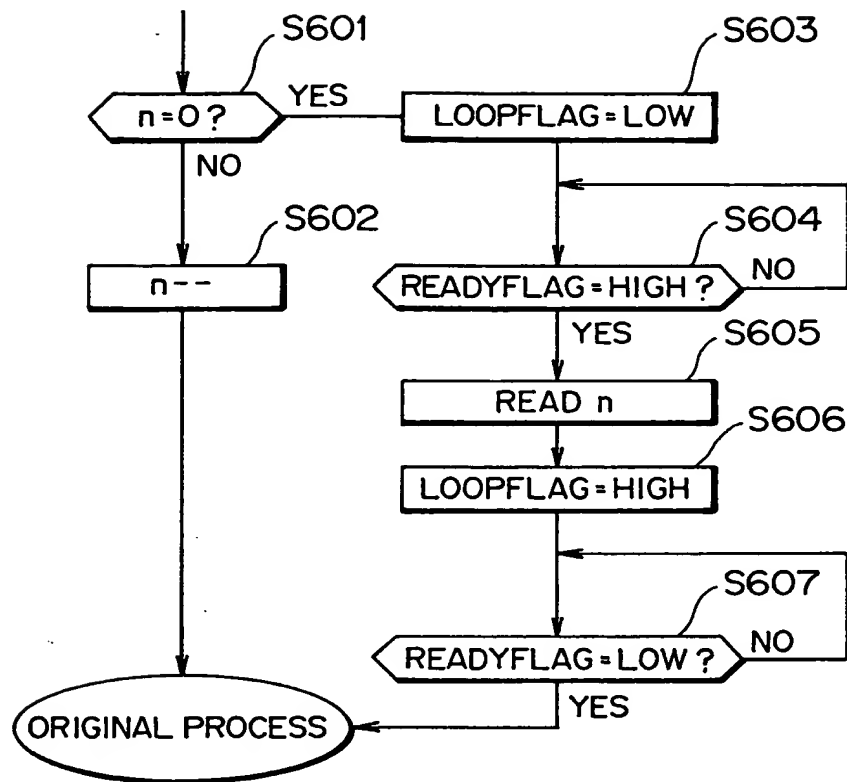 S601
S603
n=0?
YES
LOOPFLAG=LOW
NO
S602
S604
n--
READYFLAG=HIGH?
NO
YES
S605
READ n
S606
LOOPFLAG=HIGH
S607
READYFLAG=LOW?
NO
YES
ORIGINAL PROCESS